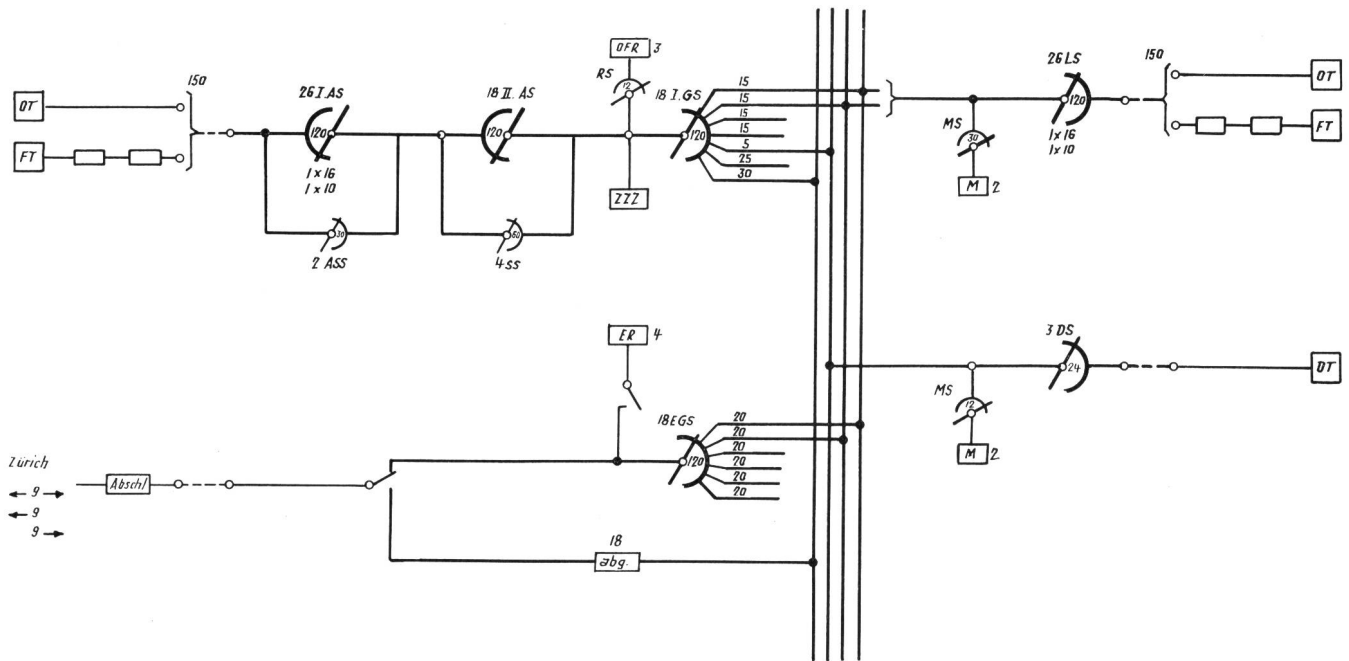 OT
FT
150
26 I. AS
120
1 x 16
1 x 10
30
2 ASS
18 II. AS
120
60
4 SS
OFR 3
RS
12
ZZZ
18 I. GS
120
15
15
15
15
5
25
30
26 LS
120
1 x 16
1 x 10
MS
30
M 2
150
OT
FT
3 DS
24
MS
12
M 2
DT
ER 4
18 EGS
120
20
20
20
20
20
20
Zürich
← 9 →
← 9
9 →
Abschl
18
abg.